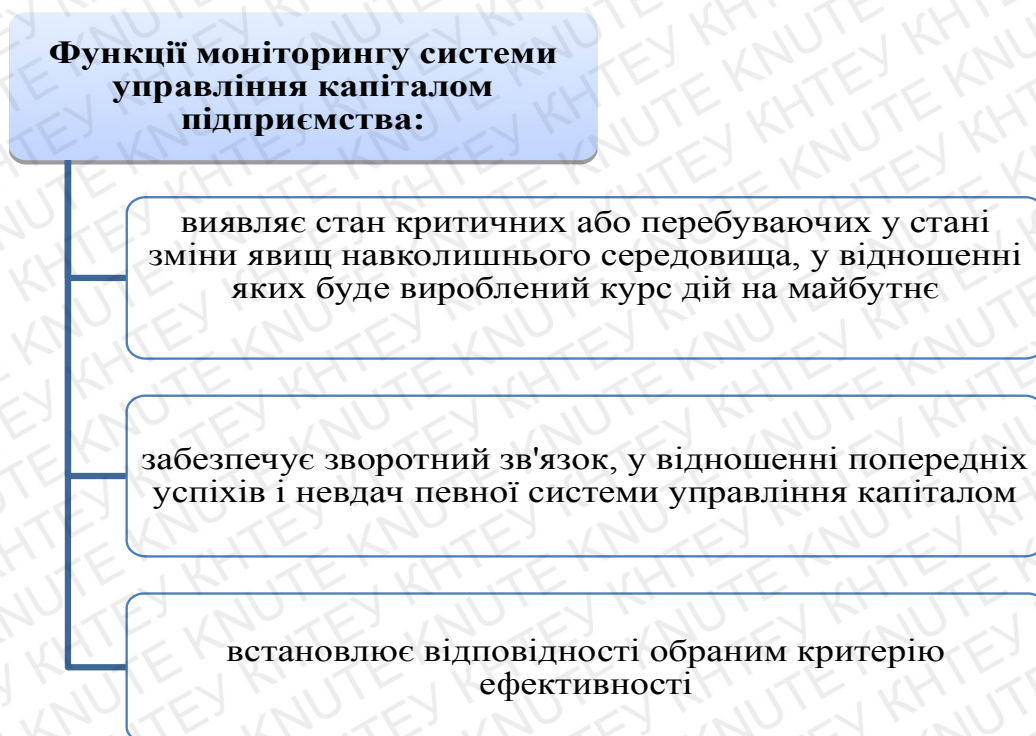 Функції моніторингу системи
управління капіталом
підприємства:
виявляє стан критичних або перебуваючих у стані
зміни явищ навколишнього середовища, у відношенні
яких буде вироблений курс дій на майбутнє
забезпечує зворотний зв'язок, у відношенні попередніх
успіхів і невдач певної системи управління капіталом
встановлює відповідності обраним критерію
ефективності